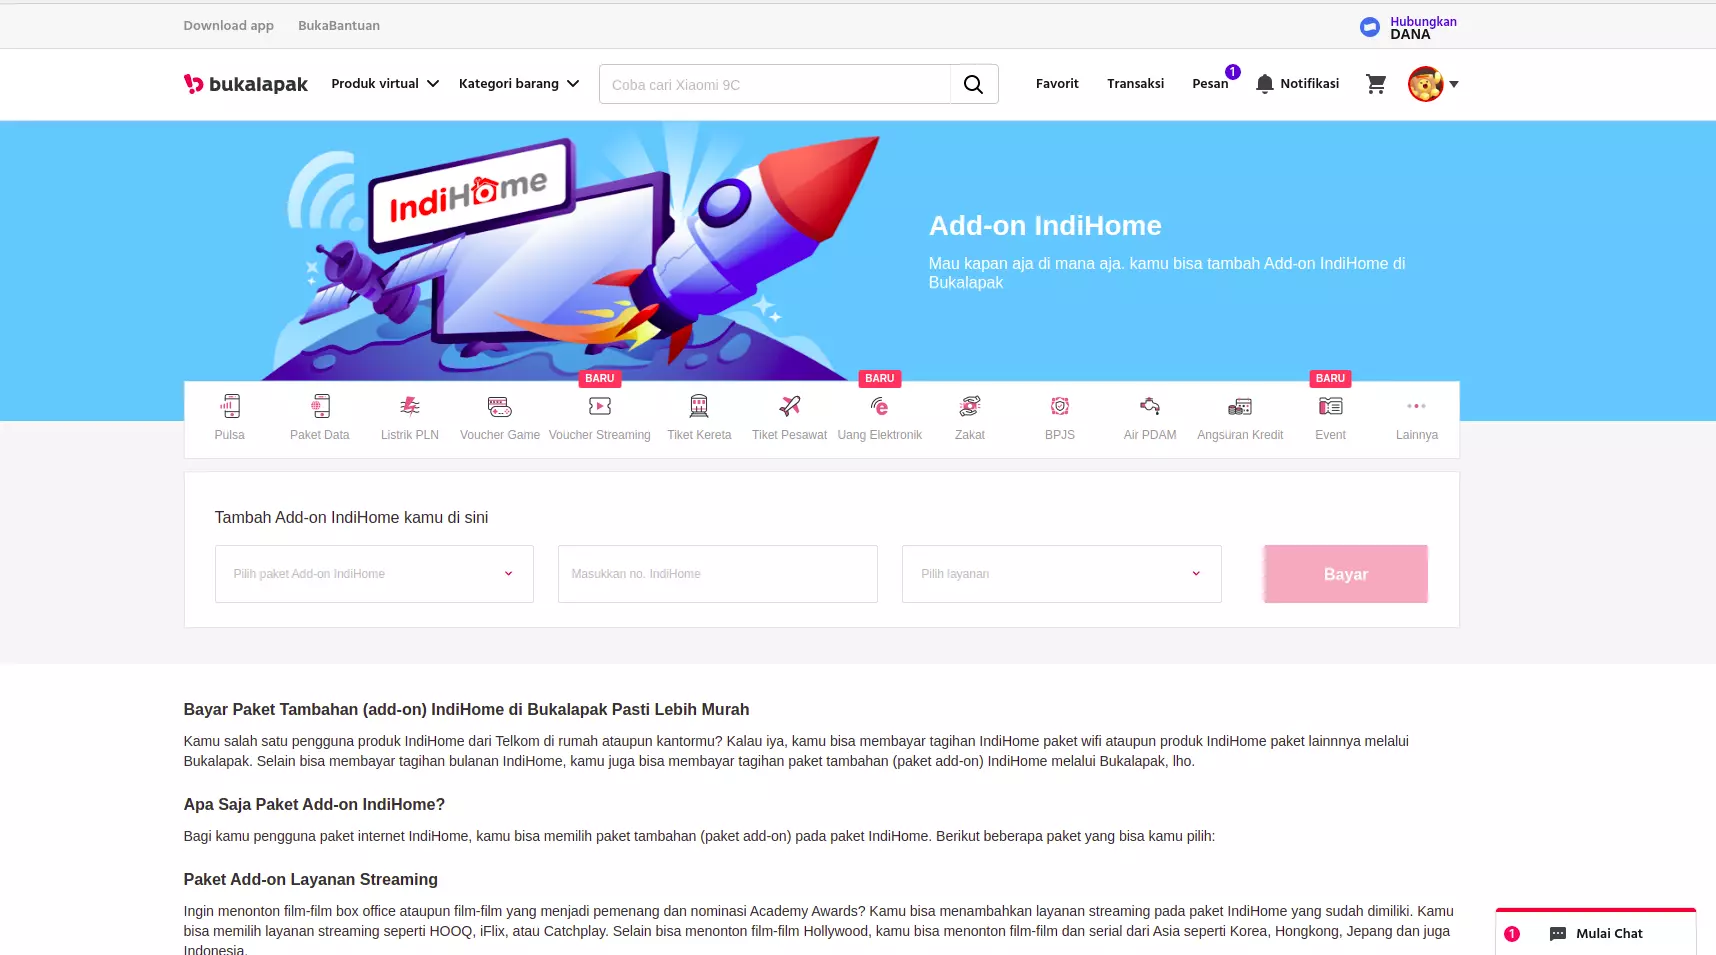 Download app BukaBantuan Hubungkan DANA
bukalapak Produk virtual Kategori barang Coba cari Xiaomi 9C Favorit Transaksi Pesan 1 Notifikasi
IndiHome
Add-on IndiHome
Mau kapan aja di mana aja. kamu bisa tambah Add-on IndiHome di
Bukalapak
BARU BARU BARU
e
Pulsa Paket Data Listrik PLN Voucher Game Voucher Streaming Tiket Kereta Tiket Pesawat Uang Elektronik Zakat BPJS Air PDAM Angsuran Kredit Event Lainnya
Tambah Add-on IndiHome kamu di sini
Pilih paket Add-on IndiHome Masukkan no. IndiHome Pilih layanan Bayar
Bayar Paket Tambahan (add-on) IndiHome di Bukalapak Pasti Lebih Murah
Kamu salah satu pengguna produk IndiHome dari Telkom di rumah ataupun kantormu? Kalau iya, kamu bisa membayar tagihan IndiHome paket wifi ataupun produk IndiHome paket lainnnya melalui
Bukalapak. Selain bisa membayar tagihan bulanan IndiHome, kamu juga bisa membayar tagihan paket tambahan (paket add-on) IndiHome melalui Bukalapak, lho.
Apa Saja Paket Add-on IndiHome?
Bagi kamu pengguna paket internet IndiHome, kamu bisa memilih paket tambahan (paket add-on) pada paket IndiHome. Berikut beberapa paket yang bisa kamu pilih:
Paket Add-on Layanan Streaming
Ingin menonton film-film box office ataupun film-film yang menjadi pemenang dan nominasi Academy Awards? Kamu bisa menambahkan layanan streaming pada paket IndiHome yang sudah dimiliki. Kamu
bisa memilih layanan streaming seperti HOOQ, iFlix, atau Catchplay. Selain bisa menonton film-film Hollywood, kamu bisa menonton film-film dan serial dari Asia seperti Korea, Hongkong, Jepang dan juga
Indonesia.
1 Mulai Chat